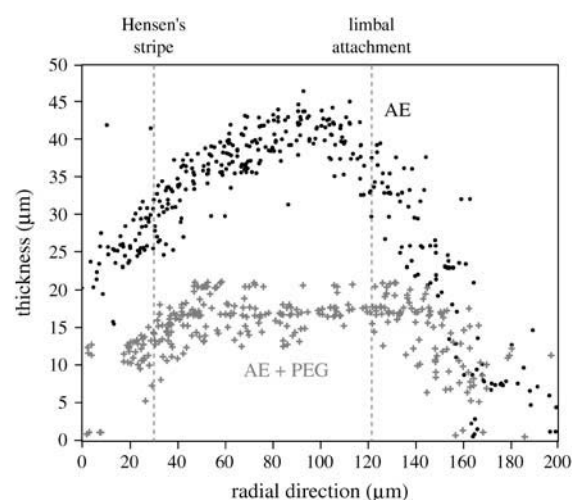 Hensen's limbal
stripe attachment
50
45
40
35
30
25
20
15
10
5
0
thickness (μm)
AE
AE + PEG
0 20 40 60 80 100 120 140 160 180 200
radial direction (μm)